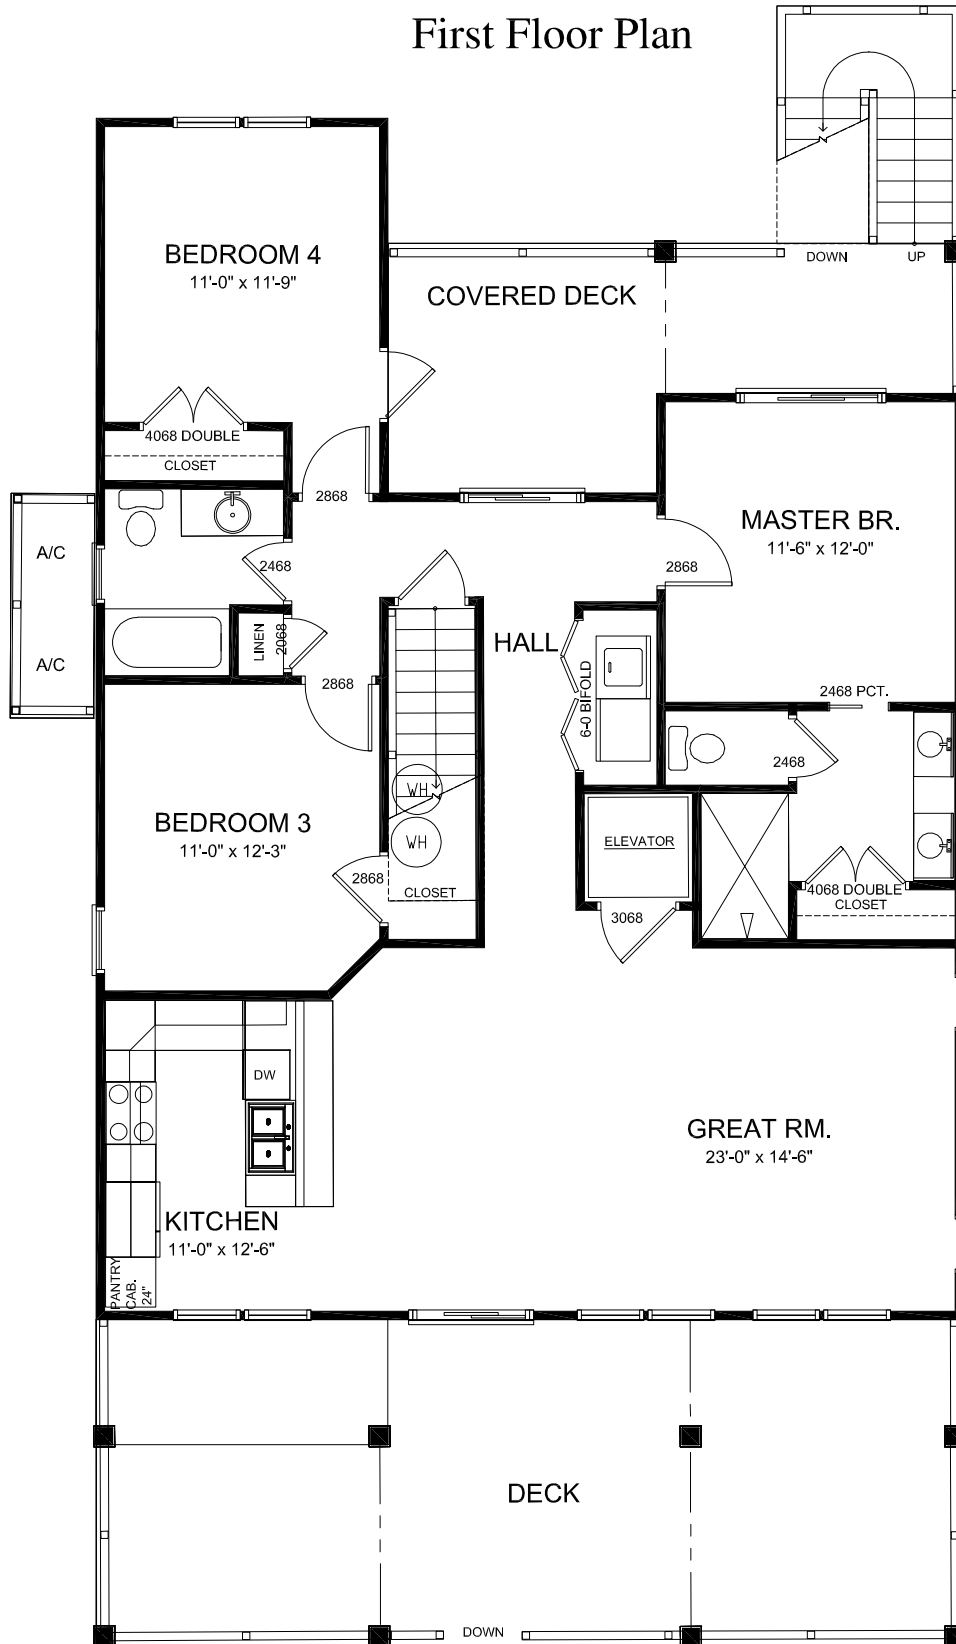 First Floor Plan
BEDROOM 4
11'-0" x 11'-9"
DOWN
UP
COVERED DECK
4068 DOUBLE
CLOSET
2868
A/C
2468
MASTER BR.
11'-6" x 12'-0"
2868
LINEN
2068
HALL
A/C
2868
6-0 BIFOLD
2468 PCT.
2468
WH
BEDROOM 3
11'-0" x 12'-3"
WH
ELEVATOR
2868
CLOSET
4068 DOUBLE
CLOSET
3068
DW
GREAT RM.
23'-0" x 14'-6"
KITCHEN
11'-0" x 12'-6"
PANTRY
CAB.
24"
DECK
DOWN